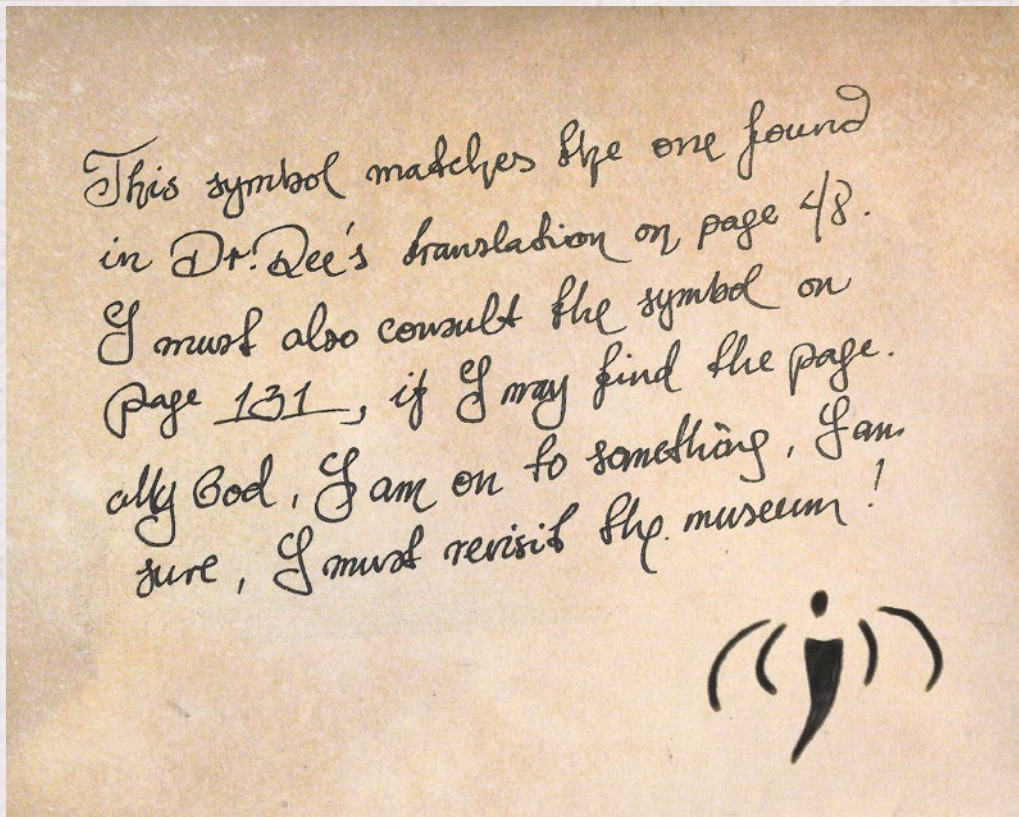 This symbol matches the one found
in Dr. Dee's translation on page 48.
I must also consult the symbol on
page 131, if I may find the page.
My God, I am on to something, I am
sure, I must revisit the museum!